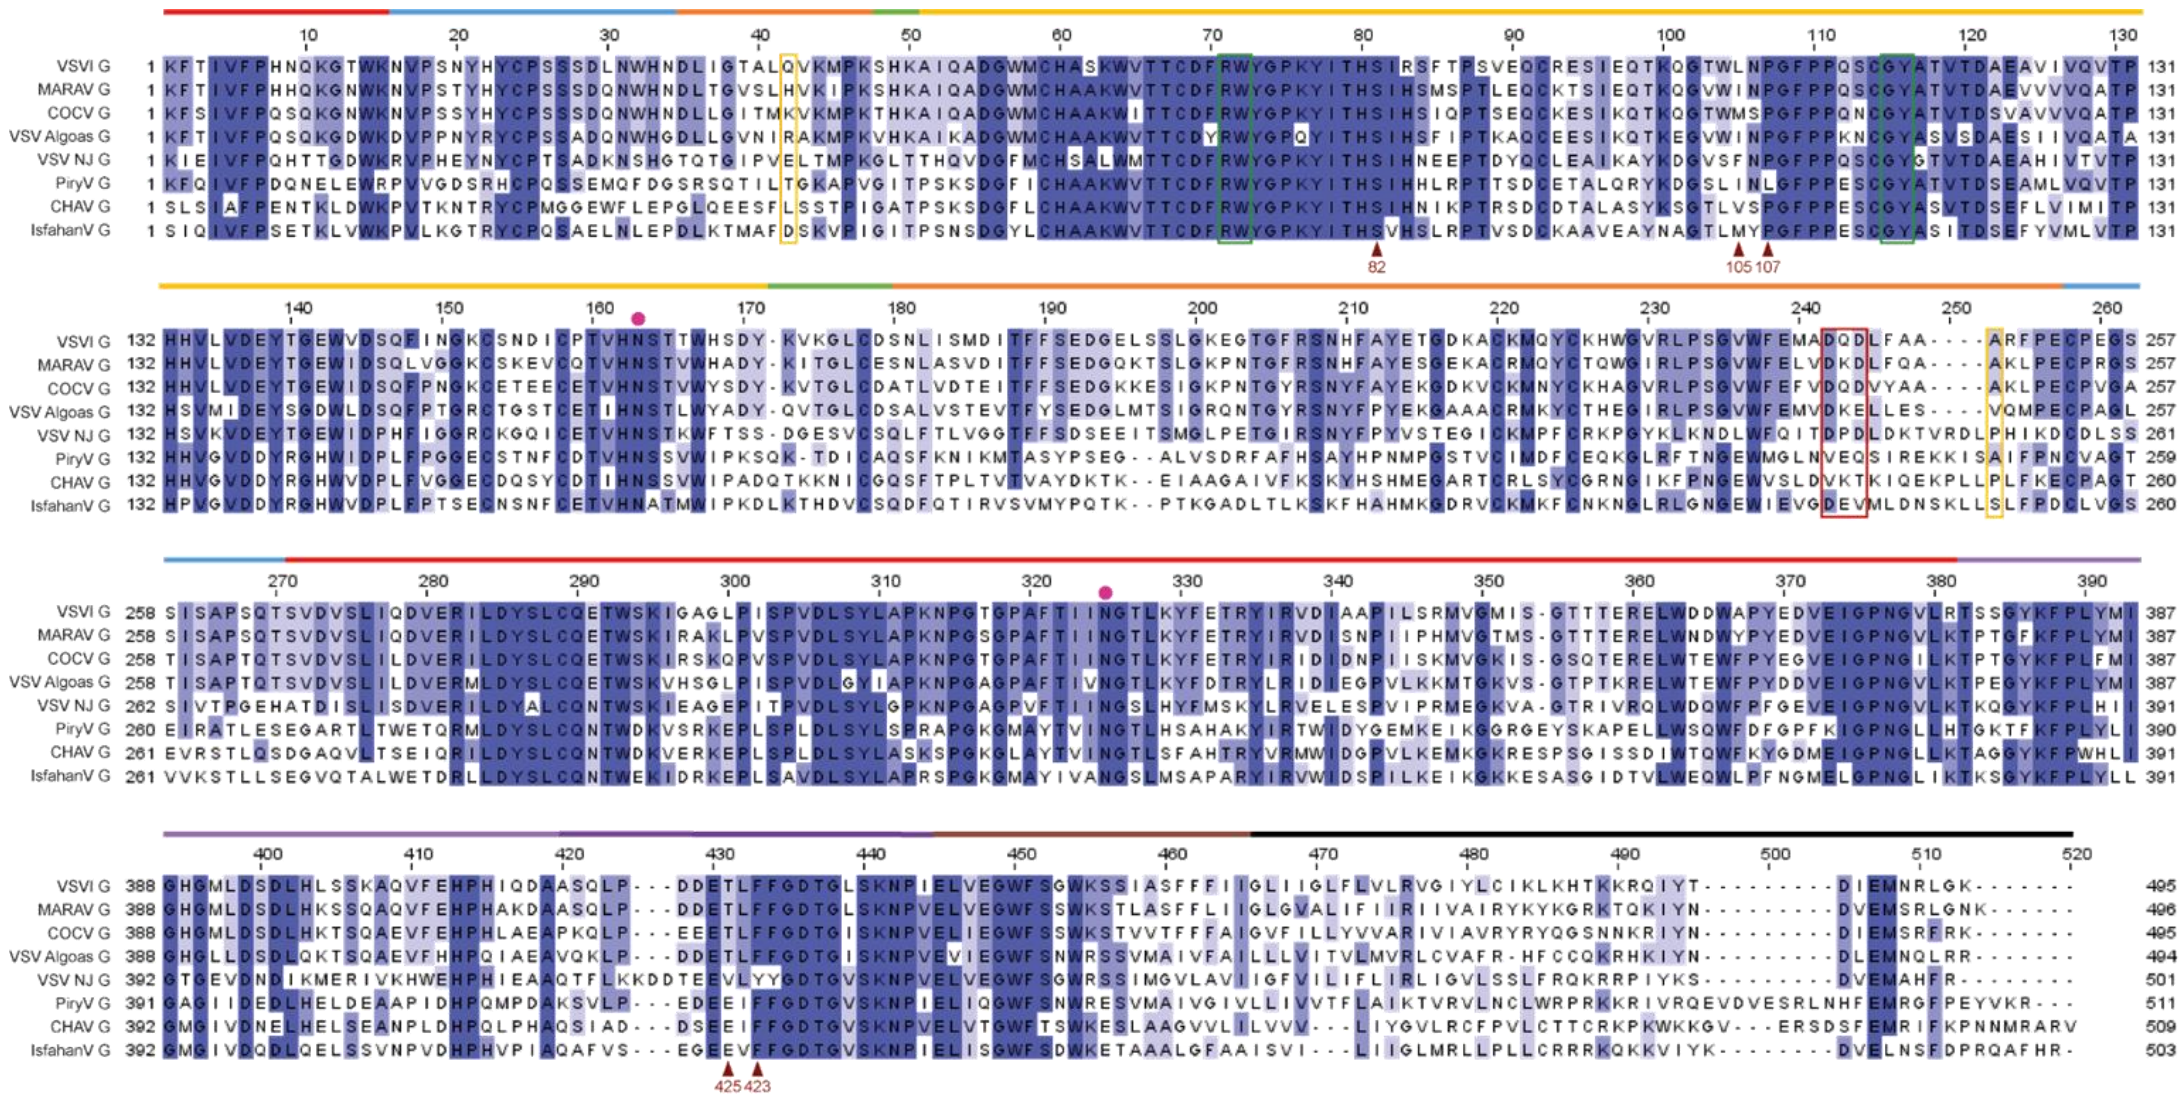 10 20 30 40 50 60 70 80 90 100 110 120 130
VSVI G 1 KFTIVFPHNQKGTWKNVPSNYHYCPSSSDLNWHNDLIGTALQVKMPKSHKAIQADGWMCHASKWVTTCDFRWYGPKYITHSIRSFTPSVEQCRESIEQTKQGTWLNPGFPPQSCGYATVTDAEAVIVQVTP 131
MARAV G 1 KFTIVFPHHQKGNWKNVPSTYHYCPSSSDQNWHNDLTGVSLHVKIPKSHKAIQADGWMCHAAKWVTTCDFRWYGPKYITHSIHSMSPTLEQCKTSIEQTKQGVWINPGFPPQSCGYATVTDAEVVVVQATP 131
COCV G 1 KFSIVFPQSQKGNWKNVPSSYHYCPSSSDQNWHNDLLGITMKVKMPKTHKAIQADGWMCHAAKWITTCDFRWYGPKYITHSIHSIQPTSEQCKESIKQTKQGTWMSPGFPPQNCGYATVTDSVAVVVQATP 131
VSV Algoas G 1 KFTIVFPQSQKGDWKDVPPNYRYCPSSADQNWHGDLLGVNIRAKMPKVHKAIKADGWMCHAAKWVTTCDYRWYGPQYITHSIHSFIPTKAQCEESIKQTKEGVWINPGFPPKNCGYASVSDAESIIVQATA 131
VSV NJ G 1 KIEIVFPQHTTGDWKRVPHEYNYCPTSADKNSHGTQTGIPVELTMPKGLTTHQVDGFMCHSALWMTTCDFRWYGPKYITHSIHNEEPTDYQCLEAIKAYKDGVSFNPGFPPQSCGYGTVTDAEAHIVTVTP 131
PiryV G 1 KFQIVFPDQNELEWRPVVGDSRHCPQSSEMQFDGSRSQTILTGKAPVGITPSKSDGFICHAAKWVTTCDFRWYGPKYITHSIHHLRPTTSDCETALQRYKDGSLINLGFPPESCGYATVTDSEAMLVQVTP 131
CHAV G 1 SLSIAFPENTKLDWKPVTKNTRYCPMGGEWFLEPGLQEESFLSSTPIGATPSKSDGFLCHAAKWVTTCDFRWYGPKYITHSIHNIKPTRSDCDTALASYKSGTLVSPGFPPESCGYASVTDSEFLVIMITP 131
IsfahanV G 1 SIQIVFPSETKLVWKPVLKGTRYCPQSAELNLEPDLKTMAFDSKVPIGITPSNSDGYLCHAAKWVTTCDFRWYGPKYITHSVHSLRPTVSDCKAAVEAYNAGTLMYPGFPPESCGYASITDSEFYVMLVTP 131
82 105 107
140 150 160 170 180 190 200 210 220 230 240 250 260
VSVI G 132 HHVLVDEYTGEWVDSQFINGKCSNDICPTVHNSTTWHSDY-KVKGLCDSNLISMDITFFSEDGELSSLGKEGTGFRSNHFAYETGDKACKMQYCKHWGVRLPSGVWFEMADQDLFAA----ARFPECPEGS 257
MARAV G 132 HHVLVDEYTGEWIDSQLVGGKCSKEVCQTVHNSTVWHADY-KITGLCESNLASVDITFFSEDGQKTSLGKPNTGFRSNHFAYESGEKACRMQYCTQWGIRLPSGVWFELVDKDLFQA----AKLPECPRGS 257
COCV G 132 HHVLVDEYTGEWIDSQFPNGKCETEECETVHNSTVWYSDY-KVTGLCDATLVDTEITFFSEDGKKESIGKPNTGYRSNYFAYEKGDKVCKMNYCKHAGVRLPSGVWFEFVDQDVYAA----AKLPECPVGA 257
VSV Algoas G 132 HSVMIDEYSGDWLDSQFPTGRCTGSTCETIHNSTLWYADY-QVTGLCDSALVSTEVTFYSEDGLMTSIGRQNTGYRSNYFPYEKGAAACRMKYCTHEGIRLPSGVWFEMVDKELLES----VQMPECPAGL 257
VSV NJ G 132 HSVKVDEYTGEWIDPHFIGGRCKGQICETVHNSTKWFTSS-DGESVCSQLFTLVGGTFFSDSEEITSMGLPETGIRSNYFPYVSTEGICKMPFCRKPGYKLKNDLWFQITDPDLDKTVRDLPHIKDCDLSS 261
PiryV G 132 HHVGVDDYRGHWIDPLFPGGECSTNFCDTVHNSSVWIPKSQK-TDICAQSFKNIKMTASYPSEG--ALVSDRFAFHSAYHPNMPGSTVCIMDFCEQKGLRFTNGEWMGLNVEQSIREKKISAIFPNCVAGT 259
CHAV G 132 HHVGVDDYRGHWVDPLFVGGECDQSYCDTIHNSSVWIPADQTKKNICGQSFTPLTVTVAYDKTK--EIAAGAIVFKSKYHSHMEGARTCRLSYCGRNGIKFPNGEWVSLDVKTKIQEKPLLPLFKECPAGT 260
IsfahanV G 132 HPVGVDDYRGHWVDPLFPTSECNSNFCETVHNATMWIPKDLKTHDVCSQDFQTIRVSVMYPQTK--PTKGADLTLKSKFHAHMKGDRVCKMKFCNKNGLRLGNGEWIEVGDEVMLDNSKLLSLFPDCLVGS 260
270 280 290 300 310 320 330 340 350 360 370 380 390
VSVI G 258 SISAPSQTSVDVSLIQDVERILDYSLCQETWSKIGAGLPISPVDLSYLAPKNPGTGPAFTIINGTLKYFETRYIRVDIAAPILSRMVGMIS-GTTTERELWDDWAPYEDVEIGPNGVLRTSSGYKFPLYMI 387
MARAV G 258 SISAPSQTSVDVSLIQDVERILDYSLCQETWSKIRAKLPVSPVDLSYLAPKNPGSGPAFTIINGTLKYFETRYIRVDISNPIIPHMVGTMS-GTTTERELWNDWYPYEDVEIGPNGVLKTPTGFKFPLYMI 387
COCV G 258 TISAPTQTSVDVSLILDVERILDYSLCQETWSKIRSKQPVSPVDLSYLAPKNPGTGPAFTIINGTLKYFETRYIRIDIDNPIISKMVGKIS-GSQTERELWTEWFPYEGVEIGPNGILKTPTGYKFPLFMI 387
VSV Algoas G 258 TISAPTQTSVDVSLILDVERMLDYSLCQETWSKVHSGLPISPVDLGYIAPKNPGAGPAFTIVNGTLKYFDTRYLRIDIEGPVLKKMTGKVS-GTPTKRELWTEWFPYDDVEIGPNGVLKTPEGYKFPLYMI 387
VSV NJ G 262 SIVTPGEHATDISLISDVERILDYALCQNTWSKIEAGEPITPVDLSYLGPKNPGAGPVFTIINGSLHYFMSKYLRVELESPVIPRMEGKVA-GTRIVRQLWDQWFPFGEVEIGPNGVLKTKQGYKFPLHII 391
PiryV G 260 EIRATLESEGARTLTWETQRMLDYSLCQNTWDKVERKEPLSPLDLSYLSPRAPGKGMAYTVINGTLHSAHAKYIRTWIDYGEMKEIKGGRGEYSKAPELLWSQWFDFGPFKIGPNGLLHTGKTFKFPLYLI 390
CHAV G 261 EVRSTLQSDGAQVLTSEIQRILDYSLCQNTWDKVERKEPLSPLDLSYLASKSPGKGLAYTVINGTLSFAHTRYVRMWIDGPVLKEMKGKRESPSGISSDIWTQWFKYGDMEIGPNGLLKTAGGYKFPWHLI 391
IsfahanV G 261 VVKSTLLSEGVQTALWETDRLLDYSLCQNTWEKIDRKEPLSAVDLSYLAPRSPGKGMAYIVANGSLMSAPARYIRVWIDSPILKEIKGKKESASGIDTVLWEQWLPFNGMELGPNGLIKTKSGYKFPLYLL 391
400 410 420 430 440 450 460 470 480 490 500 510 520
VSVI G 388 GHGMLDSDLHLSSKAQVFEHPHIQDAASQLP---DDETLFFGDTGLSKNPIELVEGWFSGWKSSIASFFFIIGLIIGLFLVLRVGIYLCIKLKHTKKRQIYT---------DIEMNRLGK------- 495
MARAV G 388 GHGMLDSDLHKSSQAQVFEHPHAKDAASQLP---DDETLFFGDTGLSKNPVELVEGWFSSWKSTLASFFLIIGLGVALIFIIRIIVAIRYKYKGRKTQKIYN---------DVEMSRLGNK------ 496
COCV G 388 GHGMLDSDLHKTSQAEVFEHPHLAEAPKQLP---EEETLFFGDTGISKNPVELIEGWFSSWKSTVVTFFFAIGVFILLYVVARIVIAVRYRYQGSNNKRIYN---------DIEMSRFRK------- 495
VSV Algoas G 388 GHGLLDSDLQKTSQAEVFHHPQIAEAVQKLP---DDETLFFGDTGISKNPVEVIEGWFSNWRSSVMAIVFAILLLVITVLMVRLCVAFR-HFCCQKRHKIYN---------DLEMNQLRR------- 494
VSV NJ G 392 GTGEVDNDIKMERIVKHWEHPHIEAAQTFLKKDDTEEVLYYGDTGVSKNPVELVEGWFSGWRSSIMGVLAVIIGFVILIFLIRLIGVLSSLFRQKRRPIYKS---------DVEMAHFR-------- 501
PiryV G 391 GAGIIDEDLHELDEAAPIDHPQMPDAKSVLP---EDEEIFFGDTGVSKNPIELIQGWFSNWRESVMAIVGIVLLIVVTFLAIKTVRVLNCLWRPRKKRIVRQEVDVESRLNHFEMRGFPEYVKR--- 511
CHAV G 392 GMGIVDNELHELSEANPLDHPQLPHAQSIAD---DSEEIFFGDTGVSKNPVELVTGWFTSWKESLAAGVVLILVVV---LIYGVLRCFPVLCTTCRKPKWKKGV---ERSDSFEMRIFKPNNMRARV 509
IsfahanV G 392 GMGIVDQDLQELSSVNPVDHPHVPIAQAFVS---EGEEVFFGDTGVSKNPIELISGWFSDWKETAAALGFAAISVI---LIIGLMRLLPLLCRRRKQKKVIYK--------DVELNSFDPRQAFHR- 503
425 423